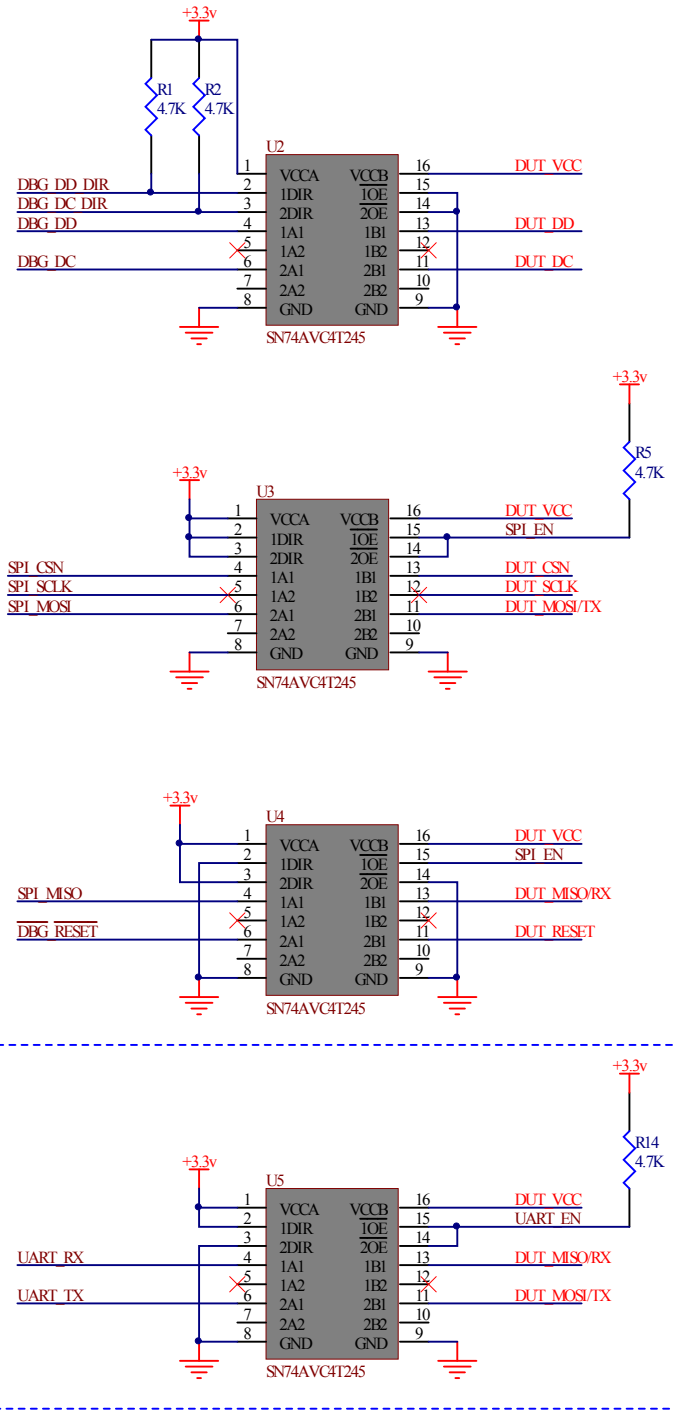 +3.3v
R1
4.7K
R2
4.7K
U2
1 VCCA VCCB 16 DUT_VCC
DBG_DD_DIR 2 1DIR 1OE 15
DBG_DC_DIR 3 2DIR 2OE 14
DBG_DD 4 1A1 1B1 13 DUT_DD
5 1A2 1B2 12
DBG_DC 6 2A1 2B1 11 DUT_DC
7 2A2 2B2 10
8 GND GND 9
SN74AVC4T245
+3.3v
R5
4.7K
+3.3v
U3
1 VCCA VCCB 16 DUT_VCC
2 1DIR 1OE 15 SPI_EN
3 2DIR 2OE 14
SPI_CSN 4 1A1 1B1 13 DUT_CSN
SPI_SCLK 5 1A2 1B2 12 DUT_SCLK
SPI_MOSI 6 2A1 2B1 11 DUT_MOSI/TX
7 2A2 2B2 10
8 GND GND 9
SN74AVC4T245
+3.3v
U4
1 VCCA VCCB 16 DUT_VCC
2 1DIR 1OE 15 SPI_EN
3 2DIR 2OE 14
SPI_MISO 4 1A1 1B1 13 DUT_MISO/RX
5 1A2 1B2 12
DBG_RESET 6 2A1 2B1 11 DUT_RESET
7 2A2 2B2 10
8 GND GND 9
SN74AVC4T245
+3.3v
R14
4.7K
+3.3v
U5
1 VCCA VCCB 16 DUT_VCC
2 1DIR 1OE 15 UART_EN
3 2DIR 2OE 14
UART_RX 4 1A1 1B1 13 DUT_MISO/RX
5 1A2 1B2 12
UART_TX 6 2A1 2B1 11 DUT_MOSI/TX
7 2A2 2B2 10
8 GND GND 9
SN74AVC4T245